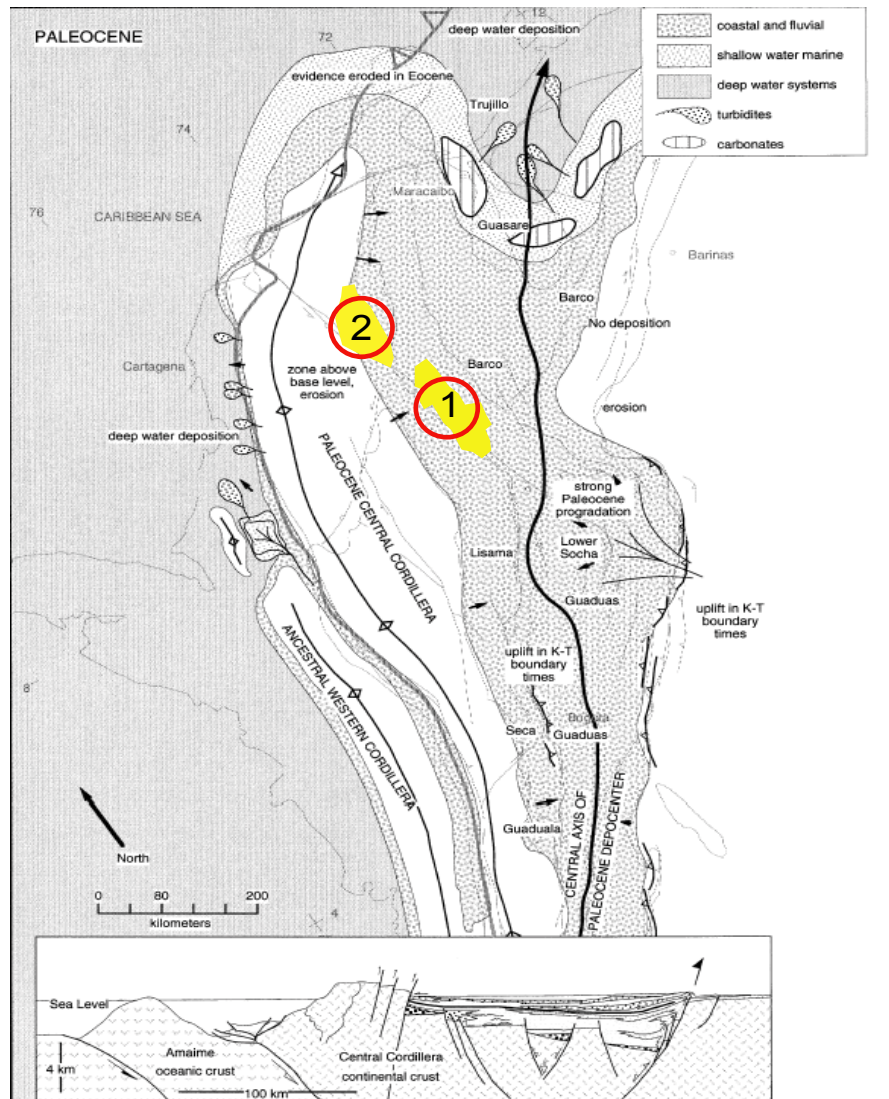 PALEOCENE
72
12
deep water deposition
evidence eroded in Eocene
Trujillo
74
Maracaibo
76
CARIBBEAN SEA
Guasare
Barinas
Barco
No deposition
2
Cartagena
zone above
base level,
erosion
Barco
1
erosion
deep water deposition
PALEOCENE CENTRAL CORDILLERA
strong
Paleocene
progradation
Lisama
Lower
Socha
Guaduas
uplift in K-T
boundary
times
ANCESTRAL WESTERN CORDILLERA
uplift in K-T
boundary
times
8
Bogota
Seca
Guaduas
Guaduala
CENTRAL AXIS OF
PALEOCENE DEPOCENTER
North
0 80 200
kilometers
4
coastal and fluvial
shallow water marine
deep water systems
turbidites
carbonates
Sea Level
? ? ?
4 km
Amaime
oceanic crust
Central Cordillera
continental crust
100 km